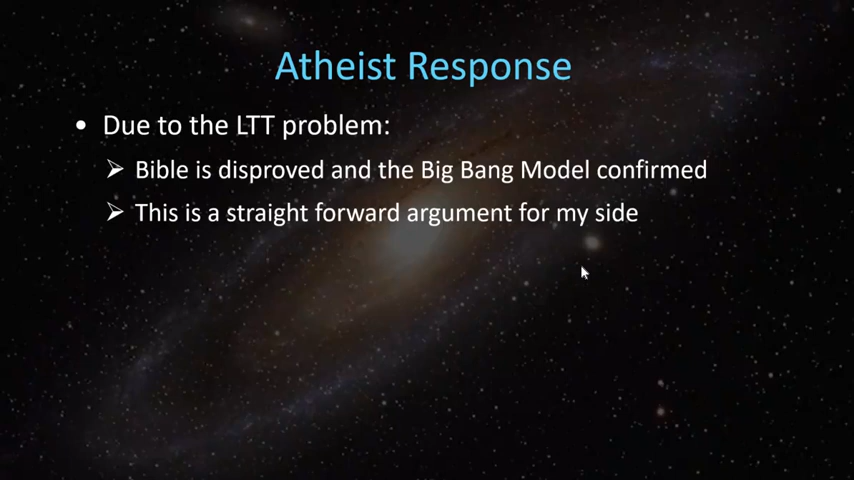 Atheist Response
• Due to the LTT problem:
➢ Bible is disproved and the Big Bang Model confirmed
➢ This is a straight forward argument for my side